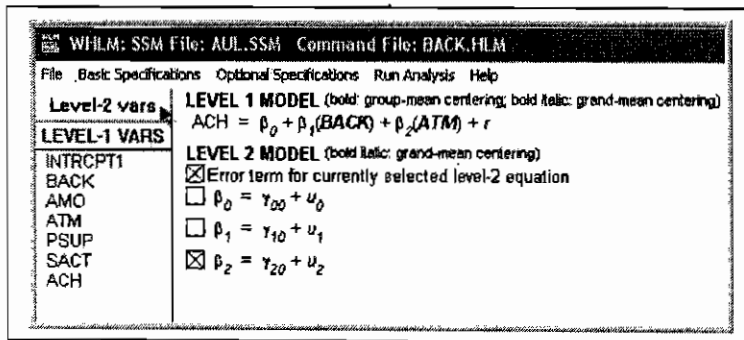 WHLM: SSM File: AUL.SSM Command File: BACK.HLM
File Basic Specifications Optional Specifications Run Analysis Help
Level-2 vars
LEVEL-1 VARS
INTRCPT1
BACK
AMO
ATM
PSUP
SACT
ACH
LEVEL 1 MODEL (bold: group-mean centering; bold italic: grand-mean centering)
ACH = β₀ + β₁(BACK) + β₂(ATM) + r
LEVEL 2 MODEL (bold italic: grand-mean centering)
☒ Error term for currently selected level-2 equation
☐ β₀ = γ₀₀ + u₀
☐ β₁ = γ₁₀ + u₁
☒ β₂ = γ₂₀ + u₂